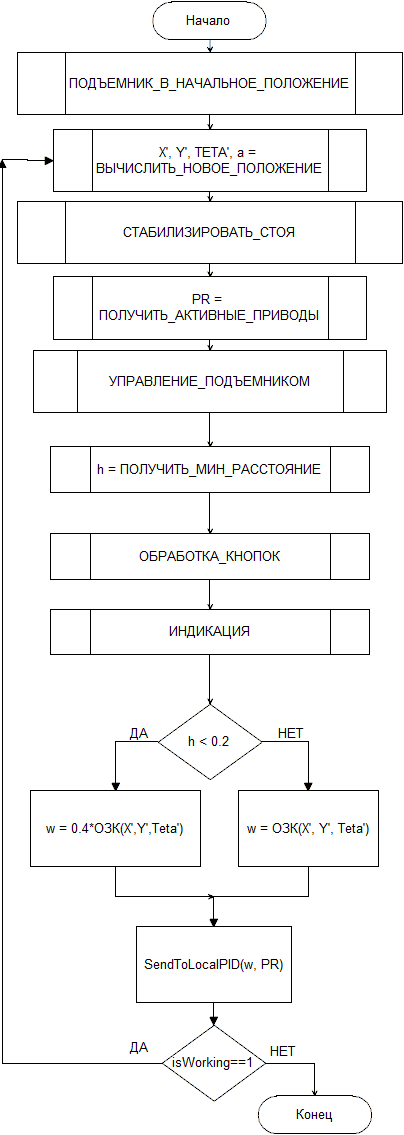 Начало
ПОДЪЕМНИК_В_НАЧАЛЬНОЕ_ПОЛОЖЕНИЕ
X', Y', TETA', a =
ВЫЧИСЛИТЬ_НОВОЕ_ПОЛОЖЕНИЕ
СТАБИЛИЗИРОВАТЬ_СТОЯ
PR =
ПОЛУЧИТЬ_АКТИВНЫЕ_ПРИВОДЫ
УПРАВЛЕНИЕ_ПОДЪЕМНИКОМ
h = ПОЛУЧИТЬ_МИН_РАССТОЯНИЕ
ОБРАБОТКА_КНОПОК
ИНДИКАЦИЯ
ДА
НЕТ
h < 0.2
w = 0.4*ОЗК(X',Y',Teta')
w = ОЗК(X', Y', Teta')
SendToLocalPID(w, PR)
ДА
НЕТ
isWorking==1
Конец